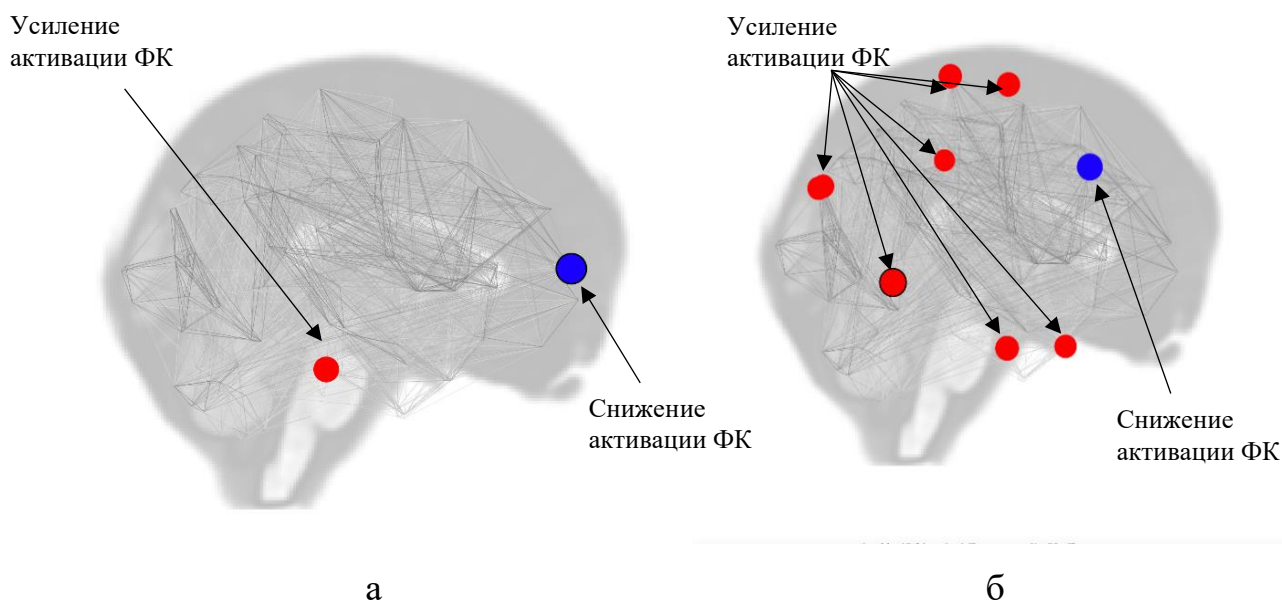 Усиление
активации ФК
Снижение
активации ФК
а
Усиление
активации ФК
Снижение
активации ФК
б